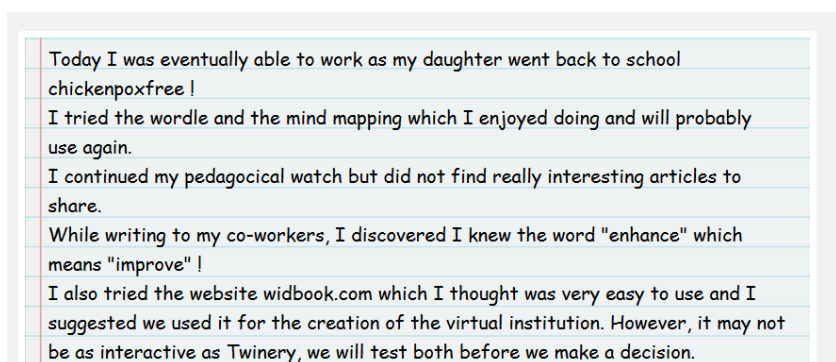 Today I was eventually able to work as my daughter went back to school
chickenpoxfree !
I tried the wordle and the mind mapping which I enjoyed doing and will probably
use again.
I continued my pedagocical watch but did not find really interesting articles to
share.
While writing to my co-workers, I discovered I knew the word "enhance" which
means "improve" !
I also tried the website widbook.com which I thought was very easy to use and I
suggested we used it for the creation of the virtual institution. However, it may not
be as interactive as Twinery, we will test both before we make a decision.